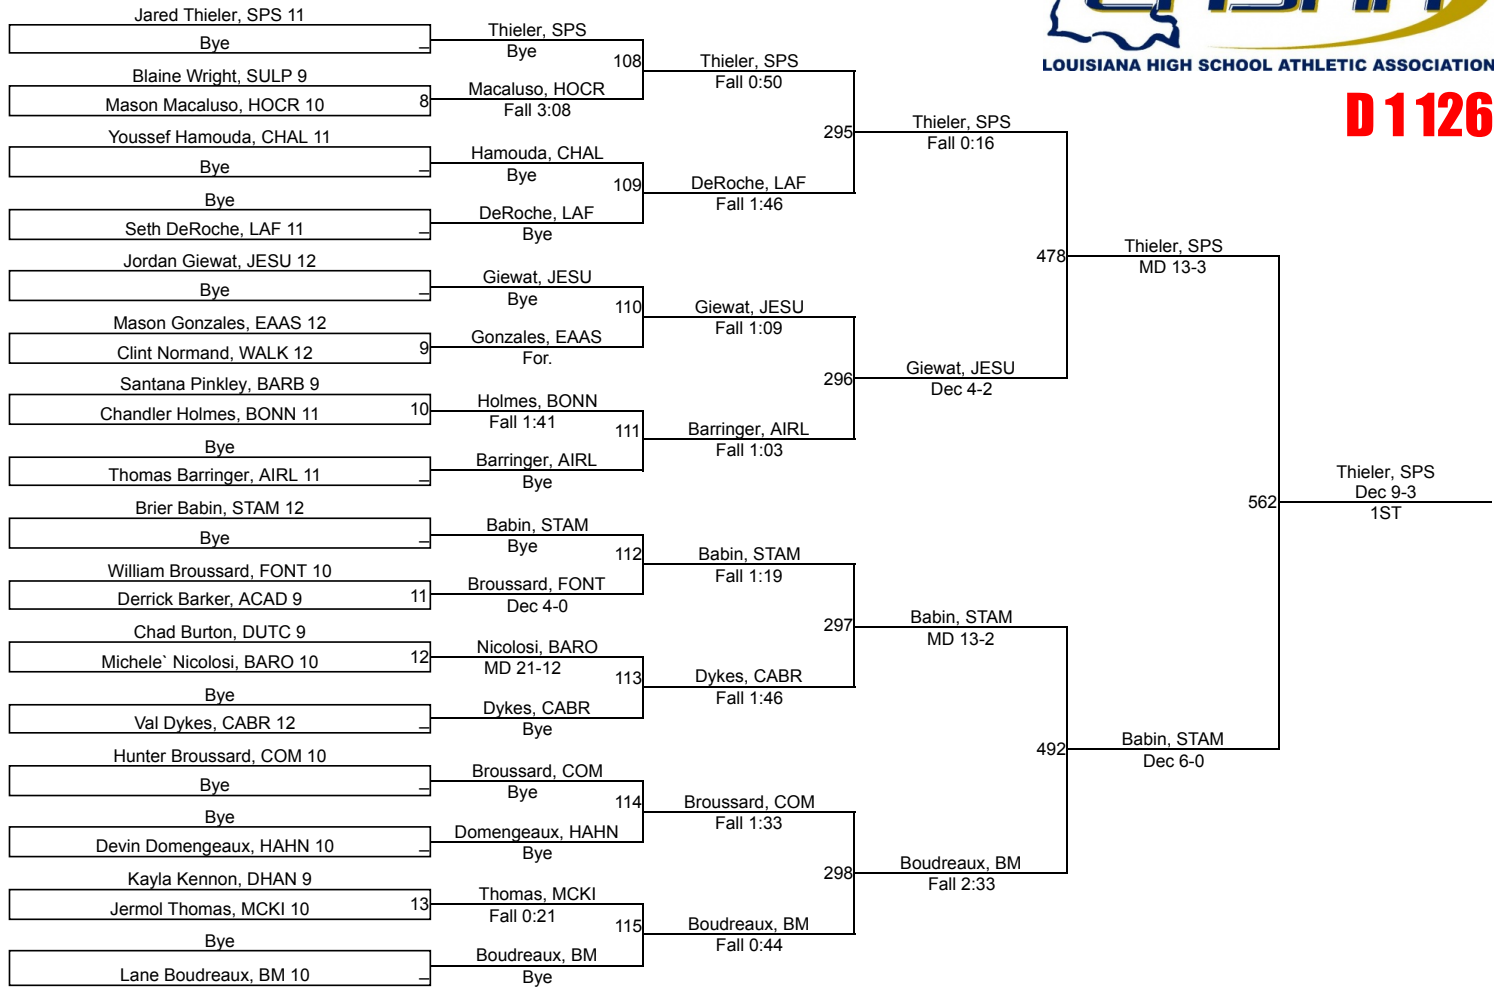 LHSAA
LOUISIANA HIGH SCHOOL ATHLETIC ASSOCIATION
D 1 126
Jared Thieler, SPS 11
Bye
_
Blaine Wright, SULP 9
Mason Macaluso, HOCR 10
8
Youssef Hamouda, CHAL 11
Bye
_
Bye
Seth DeRoche, LAF 11
_
Jordan Giewat, JESU 12
Bye
_
Mason Gonzales, EAAS 12
Clint Normand, WALK 12
9
Santana Pinkley, BARB 9
Chandler Holmes, BONN 11
10
Bye
Thomas Barringer, AIRL 11
_
Brier Babin, STAM 12
Bye
_
William Broussard, FONT 10
Derrick Barker, ACAD 9
11
Chad Burton, DUTC 9
Michele` Nicolosi, BARO 10
12
Bye
Val Dykes, CABR 12
_
Hunter Broussard, COM 10
Bye
_
Bye
Devin Domengeaux, HAHN 10
_
Kayla Kennon, DHAN 9
Jermol Thomas, MCKI 10
13
Bye
Lane Boudreaux, BM 10
_
Thieler, SPS
Bye
108
Macaluso, HOCR
Fall 3:08
Hamouda, CHAL
Bye
109
DeRoche, LAF
Bye
Giewat, JESU
Bye
110
Gonzales, EAAS
For.
Holmes, BONN
Fall 1:41
111
Barringer, AIRL
Bye
Babin, STAM
Bye
112
Broussard, FONT
Dec 4-0
Nicolosi, BARO
MD 21-12
113
Dykes, CABR
Bye
Broussard, COM
Bye
114
Domengeaux, HAHN
Bye
Thomas, MCKI
Fall 0:21
115
Boudreaux, BM
Bye
Thieler, SPS
Fall 0:50
295
DeRoche, LAF
Fall 1:46
Giewat, JESU
Fall 1:09
296
Barringer, AIRL
Fall 1:03
Babin, STAM
Fall 1:19
297
Dykes, CABR
Fall 1:46
Broussard, COM
Fall 1:33
298
Boudreaux, BM
Fall 0:44
Thieler, SPS
Fall 0:16
478
Giewat, JESU
Dec 4-2
Babin, STAM
MD 13-2
492
Boudreaux, BM
Fall 2:33
Thieler, SPS
MD 13-3
562
Babin, STAM
Dec 6-0
Thieler, SPS
Dec 9-3
1ST